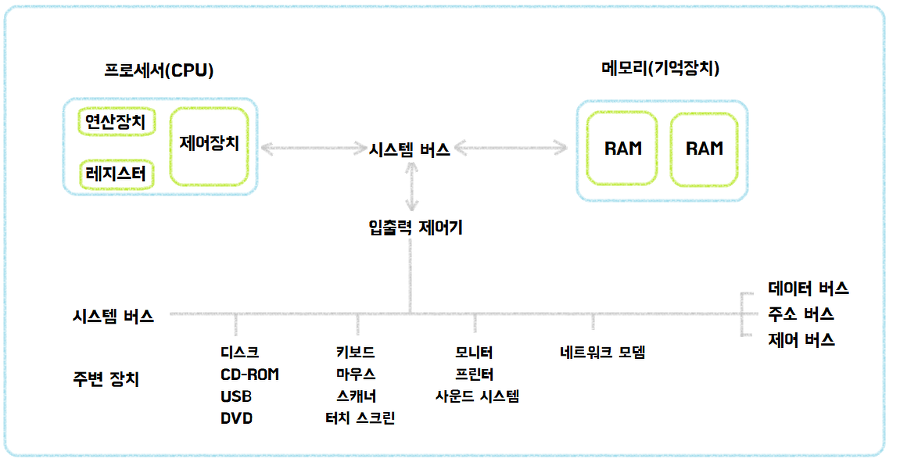 프로세서(CPU)
메모리(기억장치)
연산장치
제어장치
레지스터
시스템 버스
RAM
RAM
입출력 제어기
시스템 버스
데이터 버스
주소 버스
제어 버스
주변 장치
디스크
CD-ROM
USB
DVD
키보드
마우스
스캐너
터치 스크린
모니터
프린터
사운드 시스템
네트워크 모뎀